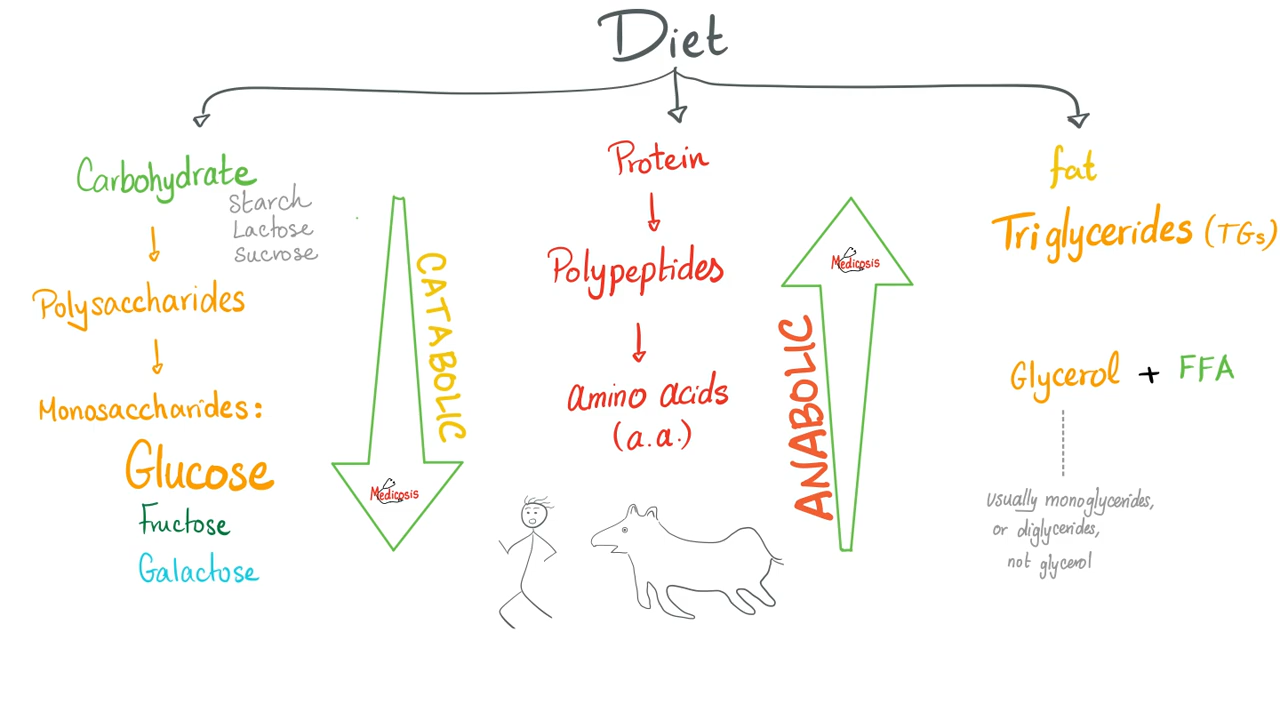 Diet
Carbohydrate
Starch
Lactose
Sucrose
Polysaccharides
Monosaccharides:
Glucose
Fructose
Galactose
CATABOLIC
Medicosis
Protein
Polypeptides
amino acids
(a.a.)
ANABOLIC
Medicosis
fat
Triglycerides (TGs)
Glycerol + FFA
usually monoglycerides,
or diglycerides,
not glycerol